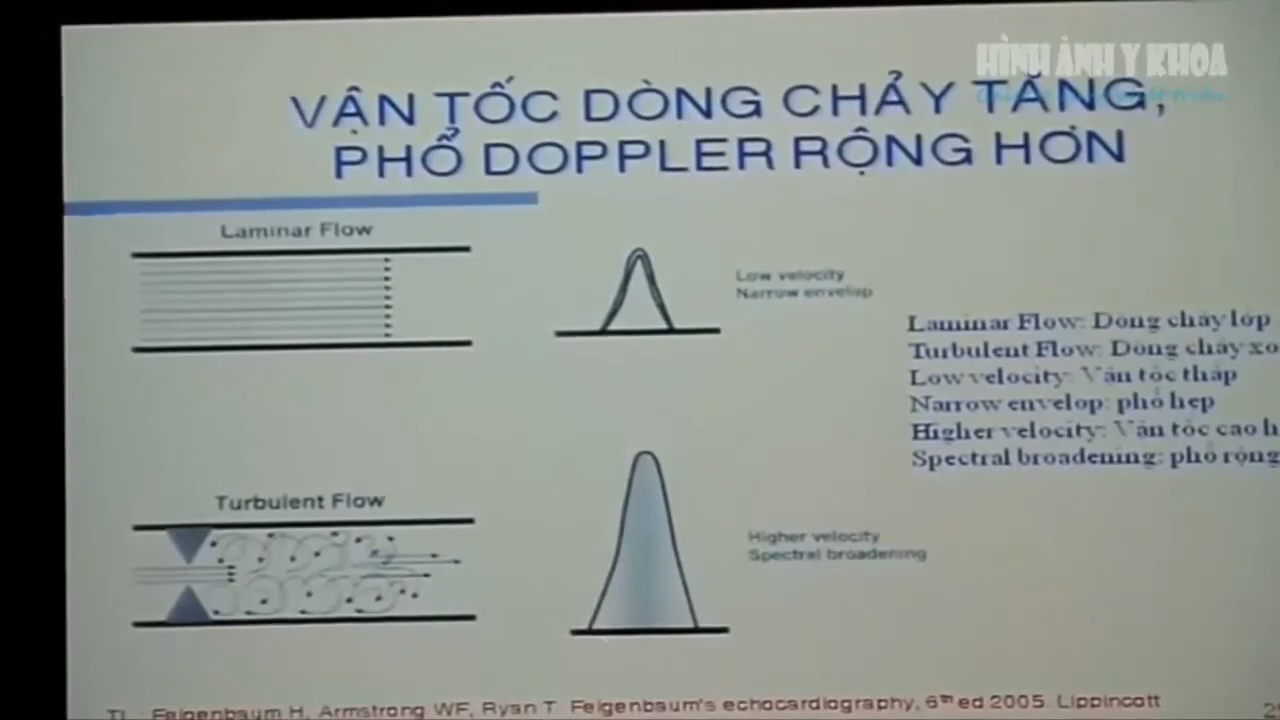 HÌNH ẢNH Y KHOA
VẬN TỐC DÒNG CHẢY TĂNG,
PHỔ DOPPLER RỘNG HƠN
Laminar Flow
Low velocity
Narrow envelop
Laminar Flow: Dòng chảy lớp
Turbulent Flow: Dòng chảy xo
Low velocity: Vận tốc thấp
Narrow envelop: phổ hẹp
Higher velocity: Vận tốc cao h
Spectral broadening: phổ rộng
Turbulent Flow
Higher velocity
Spectral broadening
TL : Feigenbaum H, Armstrong WF, Ryan T. Feigenbaum's echocardiography, 6th ed 2005. Lippincott